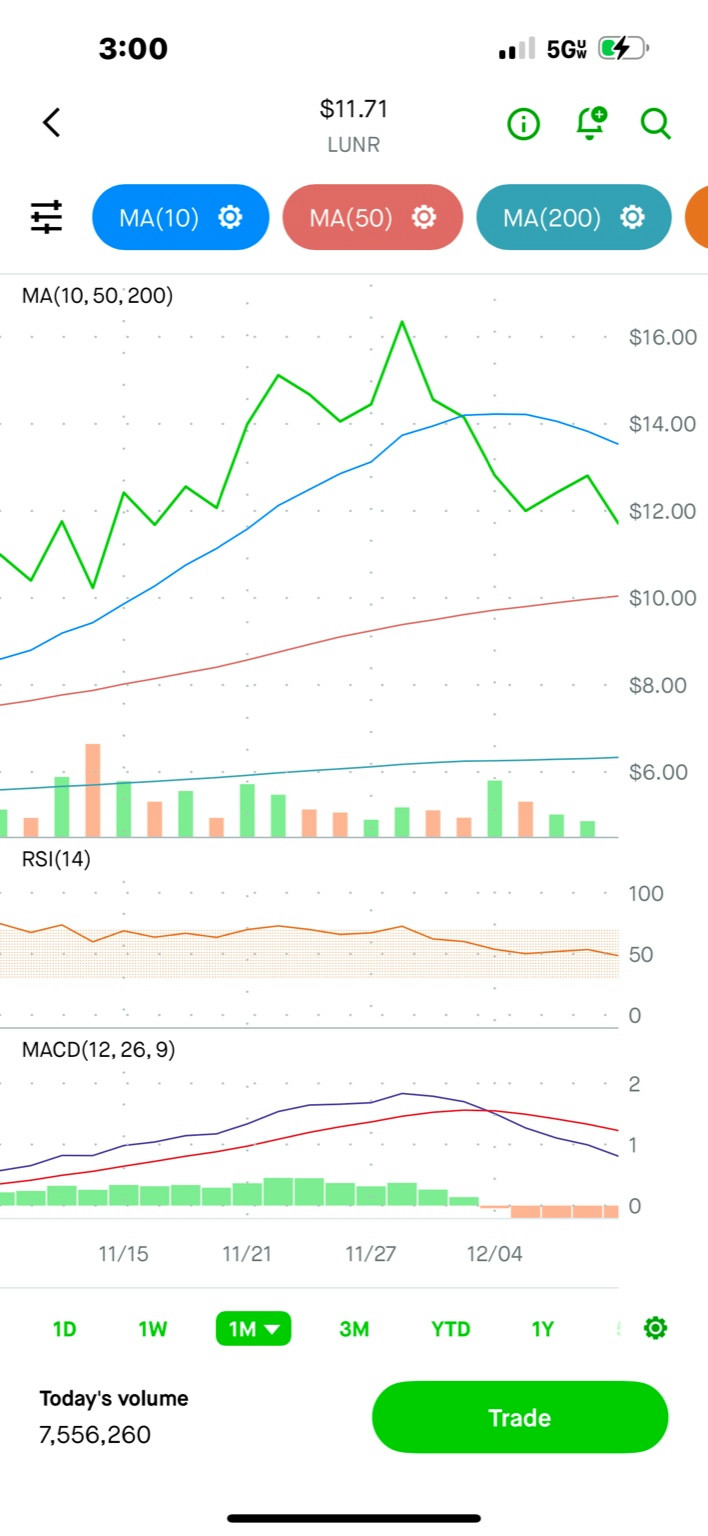 3:00
5G UW
$11.71
LUNR
MA(10)
MA(50)
MA(200)
MA(10,50,200)
$16.00
$14.00
$12.00
$10.00
$8.00
$6.00
RSI(14)
100
50
0
MACD(12,26,9)
2
1
0
11/15 11/21 11/27 12/04
1D 1W 1M 3M YTD 1Y
Today's volume
7,556,260
Trade